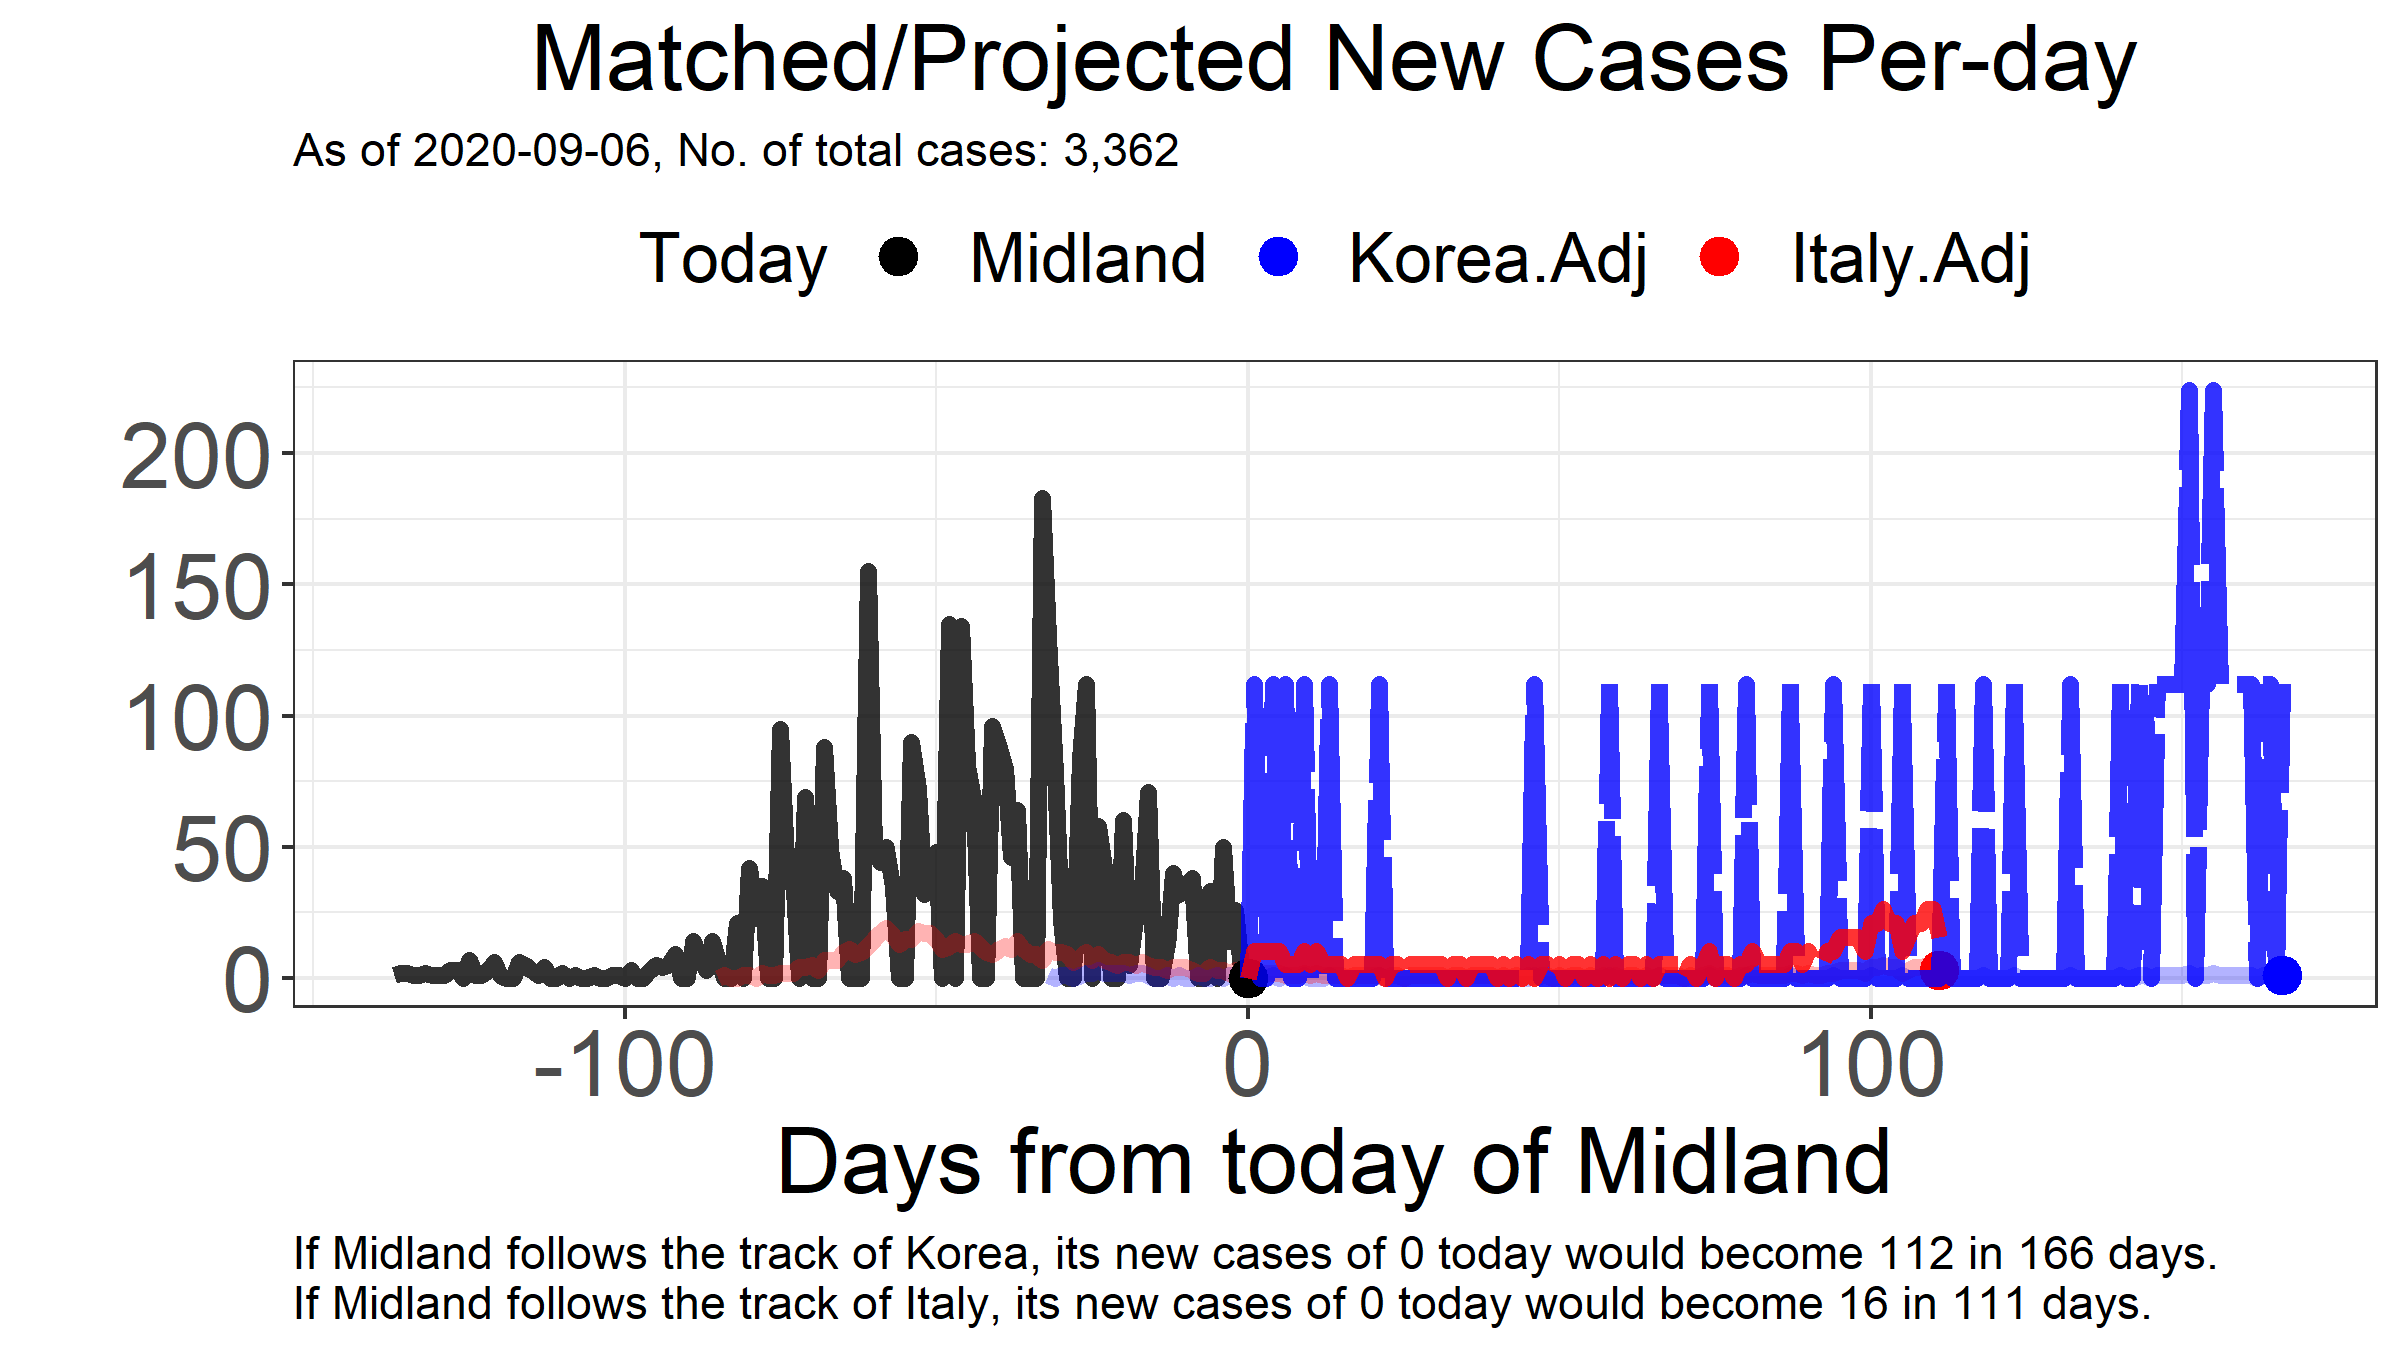 Matched/Projected New Cases Per-day
As of 2020-09-06, No. of total cases: 3,362
Today Midland Korea.Adj Italy.Adj
200
150
100
50
0
-100 0 100
Days from today of Midland
If Midland follows the track of Korea, its new cases of 0 today would become 112 in 166 days.
If Midland follows the track of Italy, its new cases of 0 today would become 16 in 111 days.